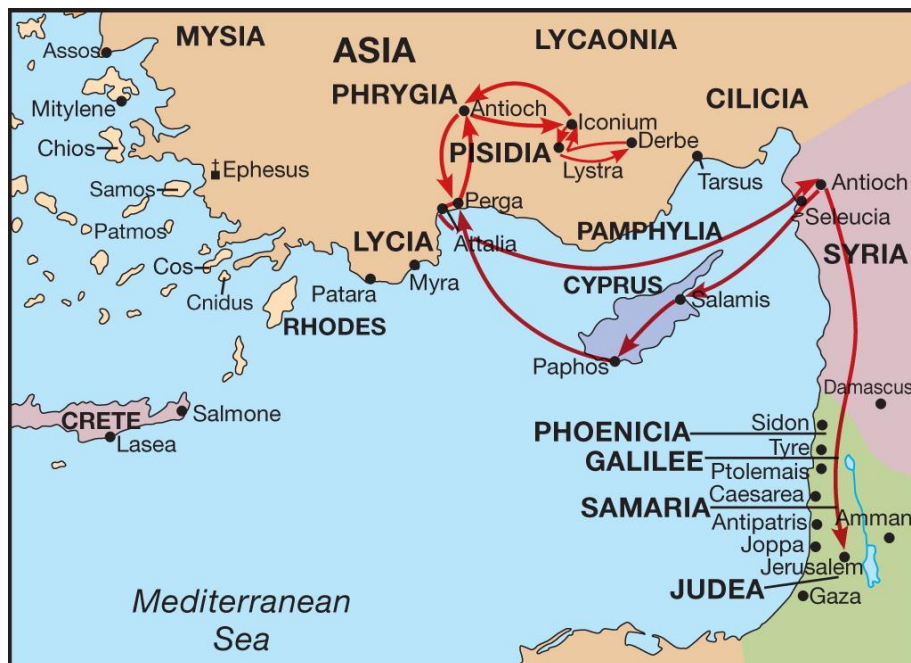 MYSIA
ASIA
LYCAONIA
Assos
PHRYGIA
Antioch
CILICIA
Mitylene
Iconium
Derbe
Chios
PISIDIA
Lystra
Tarsus
Antioch
†
Ephesus
Samos
Perga
Seleucia
Patmos
LYCIA
Attalia
PAMPHYLIA
SYRIA
Cos
Myra
CYPRUS
Cnidus
Patara
Salamis
RHODES
Paphos
Damascus
CRETE
Salmone
Lasea
Sidon
PHOENICIA
Tyre
GALILEE
Ptolemais
Caesarea
SAMARIA
Amman
Antipatris
Joppa
Jerusalem
JUDEA
Gaza
Mediterranean
Sea